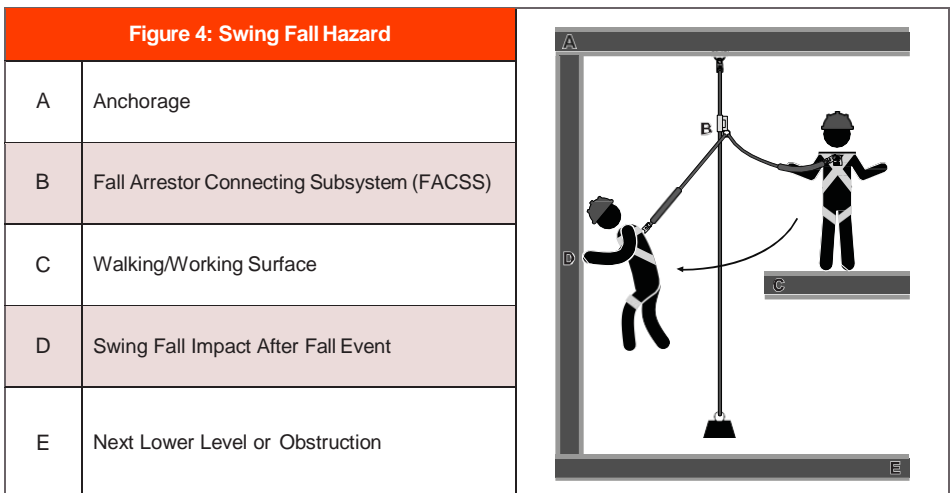 Figure 4: Swing Fall Hazard
A Anchorage
B Fall Arrestor Connecting Subsystem (FACSS)
C Walking/Working Surface
D Swing Fall Impact After Fall Event
E Next Lower Level or Obstruction
A
B
D
C
E